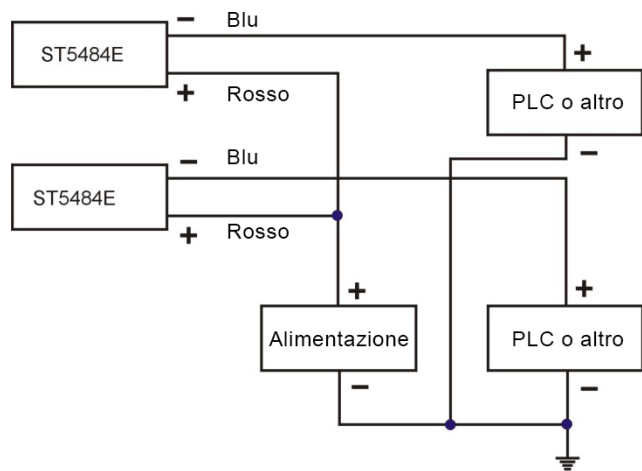 − Blu
ST5484E
+ Rosso
+
PLC o altro
−
− Blu
ST5484E
+ Rosso
+
Alimentazione
−
+
PLC o altro
−